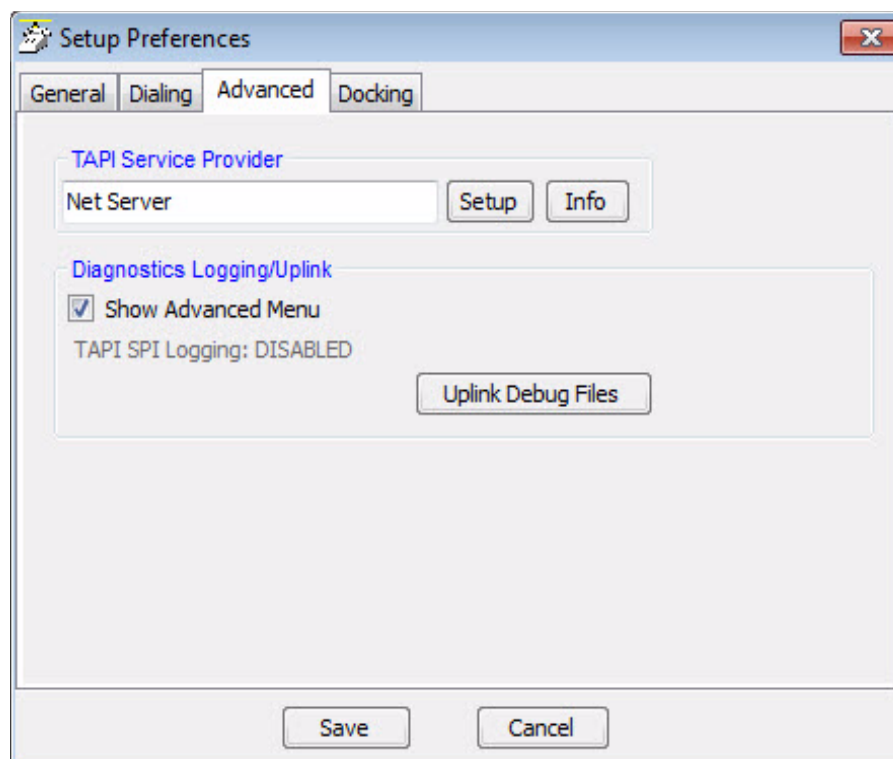 Setup Preferences
General Dialing Advanced Docking
TAPI Service Provider
Net Server Setup Info
Diagnostics Logging/Uplink
Show Advanced Menu
TAPI SPI Logging: DISABLED
Uplink Debug Files
Save Cancel